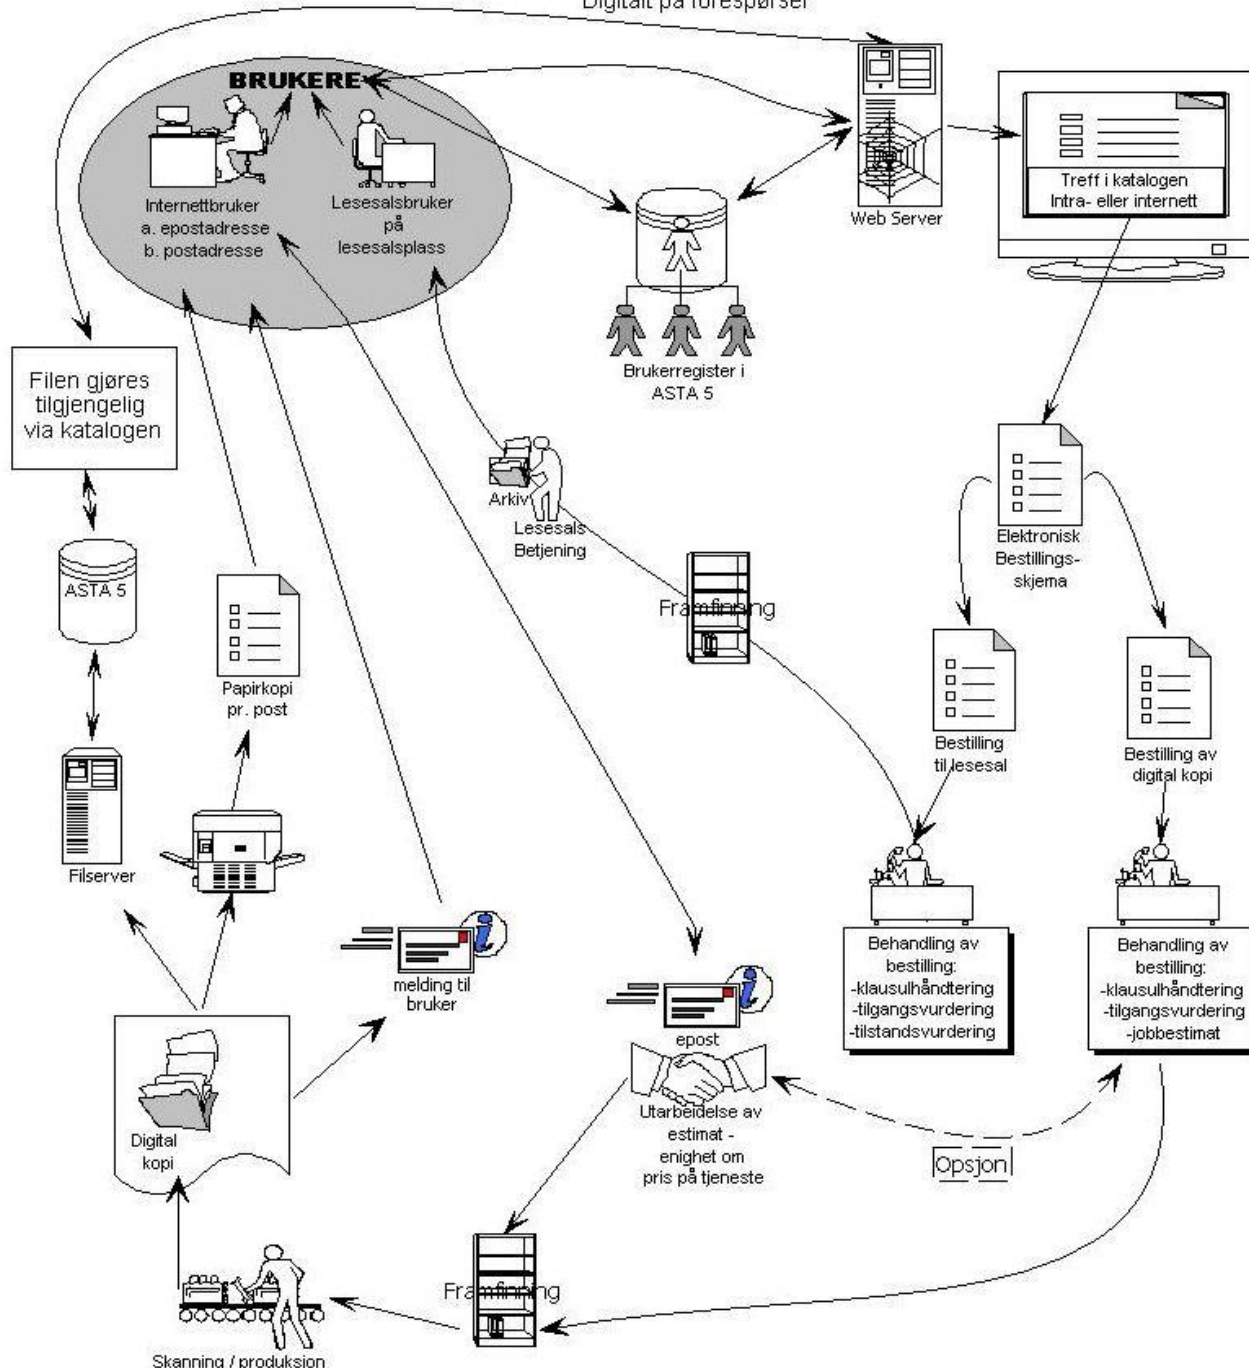 Digitalt på forespørsel
BRUKERE
Internettbruker
a. epostadresse
b. postadresse
Lesesalsbruker
på
lesesalsplass
Web Server
Treff i katalogen
Intra- eller internett
Brukerregister i
ASTA 5
Filen gjøres
tilgjengelig
via katalogen
Arkiv
Lesesals
Betjening
Elektronisk
Bestillings-
skjema
ASTA 5
Framfinning
Papirkopi
pr. post
Bestilling
til lesesal
Bestilling av
digital kopi
Filserver
melding til
bruker
epost
Behandling av
bestilling:
-klausulhåndtering
-tilgangsvurdering
-tilstandsvurdering
Behandling av
bestilling:
-klausulhåndtering
-tilgangsvurdering
-jobbestimat
Utarbeidelse av
estimat -
enighet om
pris på tjeneste
Digital
kopi
Opsjon
Framfinning
Skanning / produksjon